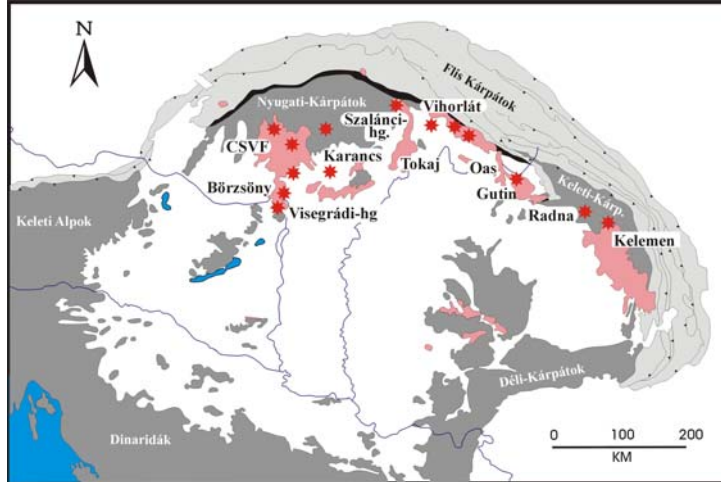 N
Flis Kárpátok
Nyugati-Kárpátok
Szalánci-
hg.
Vihorlát
CSVF
Karancs
Tokaj
Oas
Börzsöny
Gutin
Keleti-Kárp.
Visegrádi-hg
Radna
Keleti Alpok
Kelemen
Déli-Kárpátok
Dinaridák
0 100 200
KM